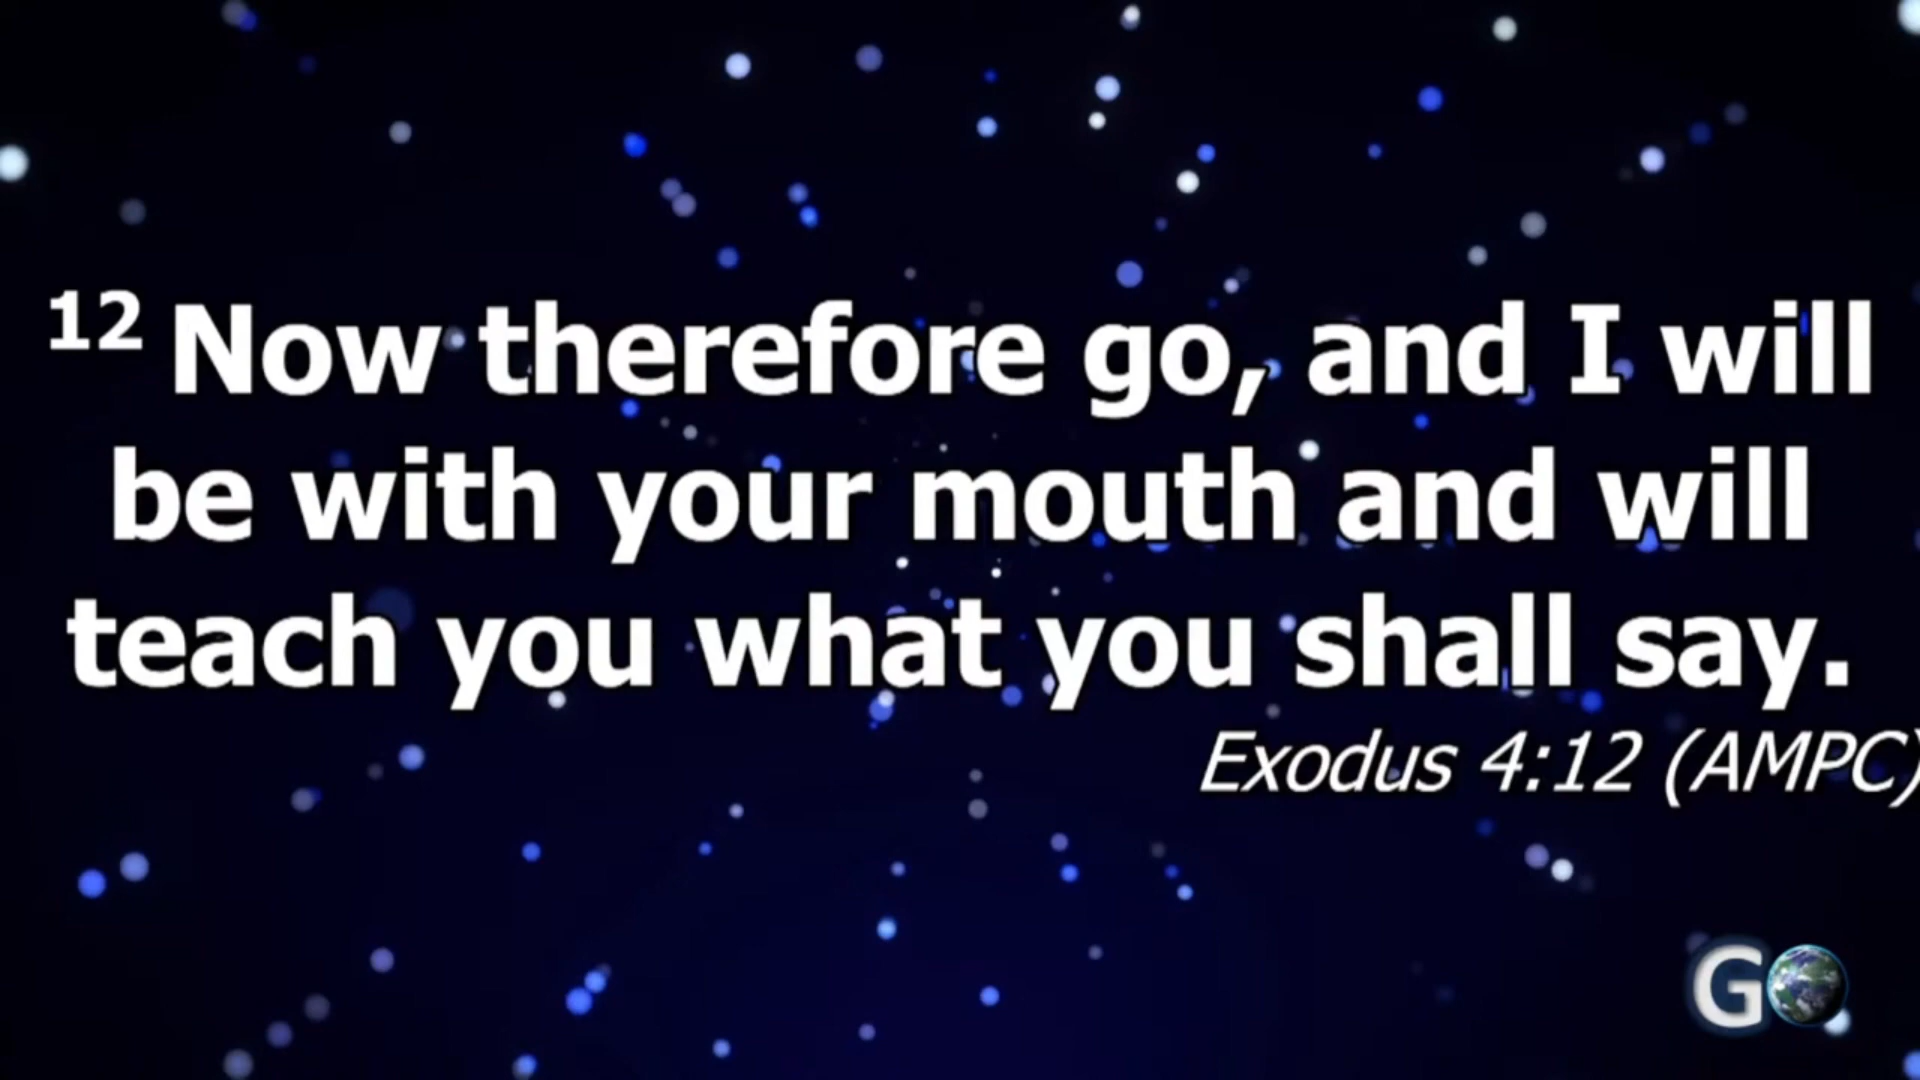 12 Now therefore go, and I will
be with your mouth and will
teach you what you shall say.
Exodus 4:12 (AMPC)
GO